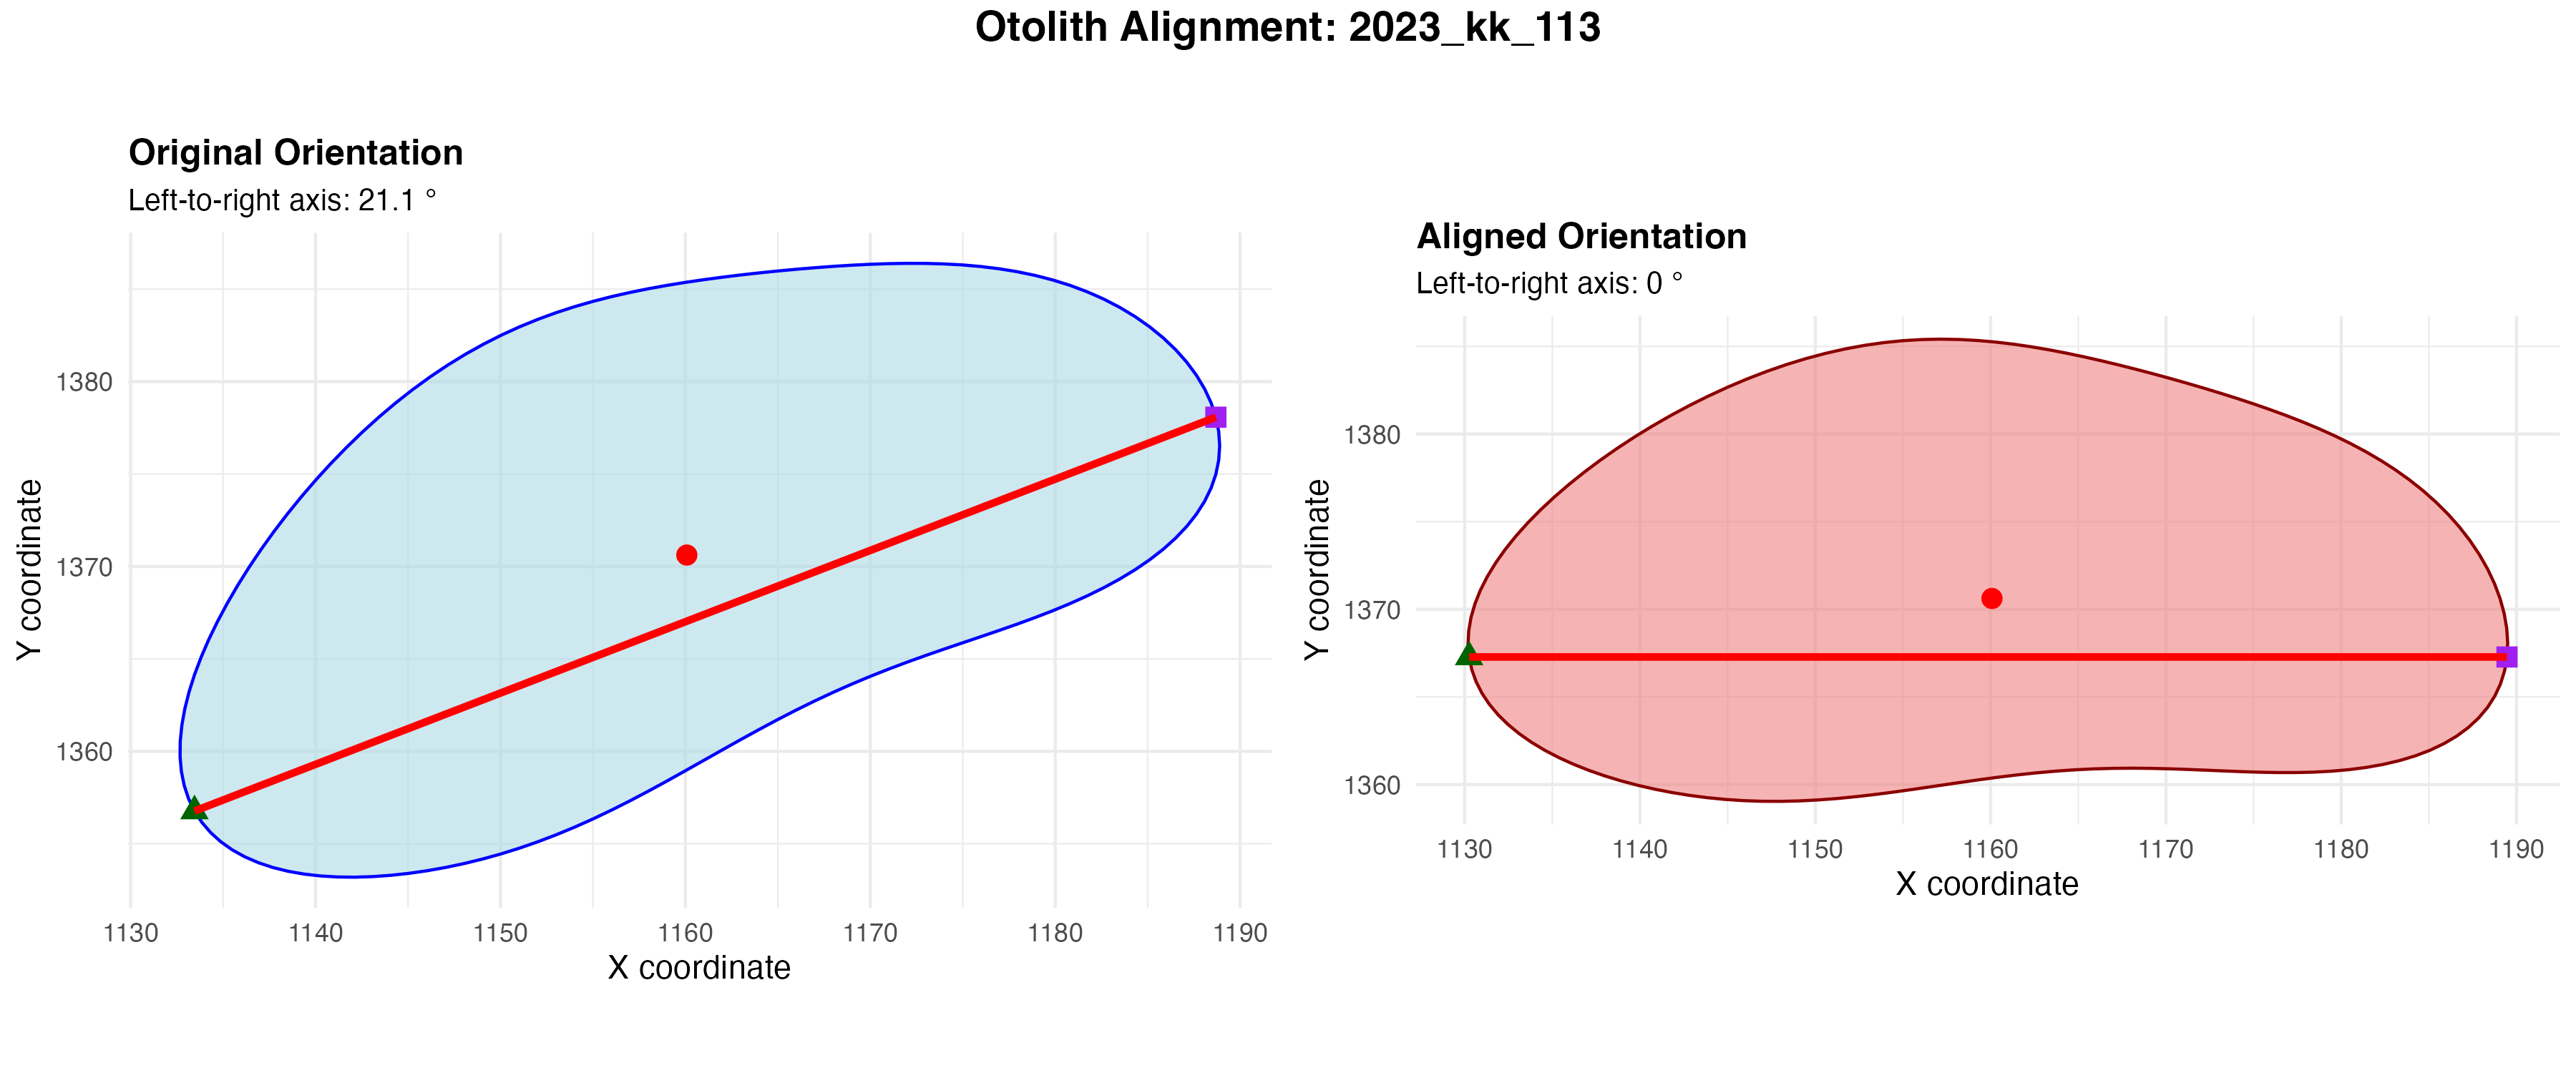 Otolith Alignment: 2023_kk_113
Original Orientation
Left-to-right axis: 21.1 °
Y coordinate
1380
1370
1360
1130 1140 1150 1160 1170 1180 1190
X coordinate
Aligned Orientation
Left-to-right axis: 0 °
Y coordinate
1380
1370
1360
1130 1140 1150 1160 1170 1180 1190
X coordinate